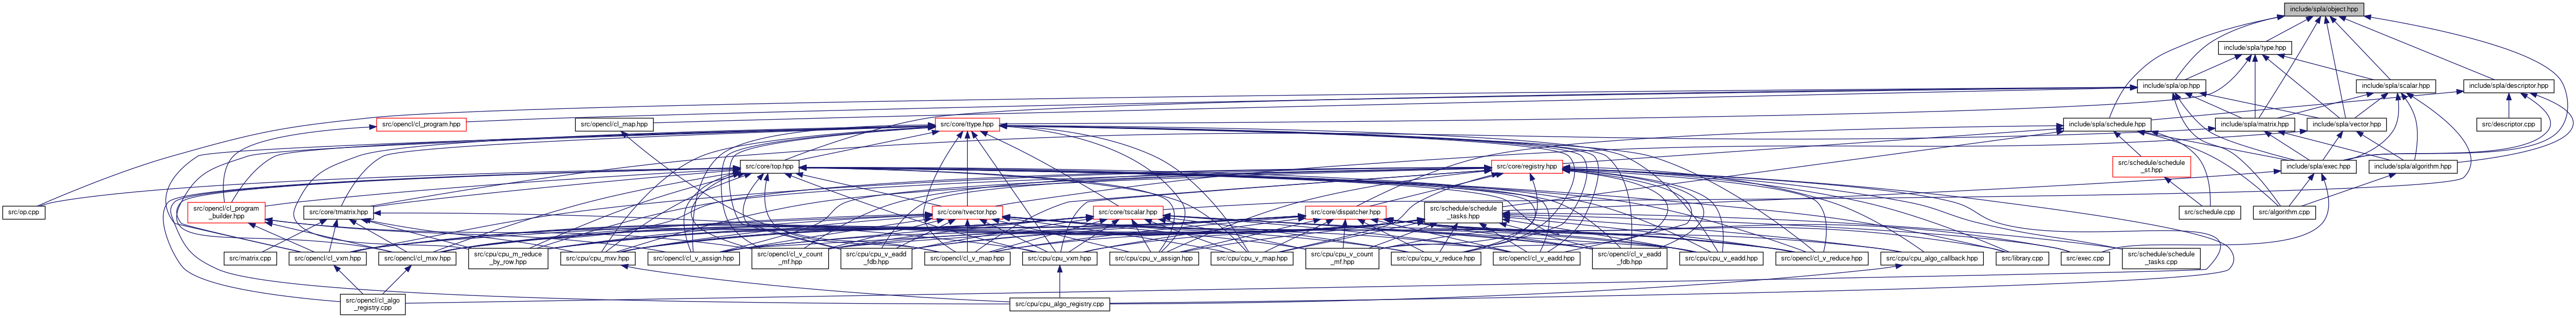 include/spla/object.hpp
include/spla/type.hpp
include/spla/op.hpp
include/spla/scalar.hpp
include/spla/descriptor.hpp
src/opencl/cl_program.hpp
src/opencl/cl_map.hpp
src/core/ttype.hpp
include/spla/schedule.hpp
include/spla/matrix.hpp
include/spla/vector.hpp
src/descriptor.cpp
src/core/top.hpp
src/core/registry.hpp
src/schedule/schedule
_st.hpp
include/spla/exec.hpp
include/spla/algorithm.hpp
src/op.cpp
src/opencl/cl_program
_builder.hpp
src/core/tmatrix.hpp
src/core/tvector.hpp
src/core/tscalar.hpp
src/core/dispatcher.hpp
src/schedule/schedule
_tasks.hpp
src/schedule.cpp
src/algorithm.cpp
src/matrix.cpp
src/opencl/cl_vxm.hpp
src/opencl/cl_mxv.hpp
src/cpu/cpu_m_reduce
_by_row.hpp
src/cpu/cpu_mxv.hpp
src/opencl/cl_v_assign.hpp
src/opencl/cl_v_count
_mf.hpp
src/cpu/cpu_v_eadd
_fdb.hpp
src/opencl/cl_v_map.hpp
src/cpu/cpu_vxm.hpp
src/cpu/cpu_v_assign.hpp
src/cpu/cpu_v_map.hpp
src/cpu/cpu_v_count
_mf.hpp
src/cpu/cpu_v_reduce.hpp
src/opencl/cl_v_eadd.hpp
src/opencl/cl_v_eadd
_fdb.hpp
src/cpu/cpu_v_eadd.hpp
src/opencl/cl_v_reduce.hpp
src/cpu/cpu_algo_callback.hpp
src/library.cpp
src/exec.cpp
src/schedule/schedule
_tasks.cpp
src/opencl/cl_algo
_registry.cpp
src/cpu/cpu_algo_registry.cpp